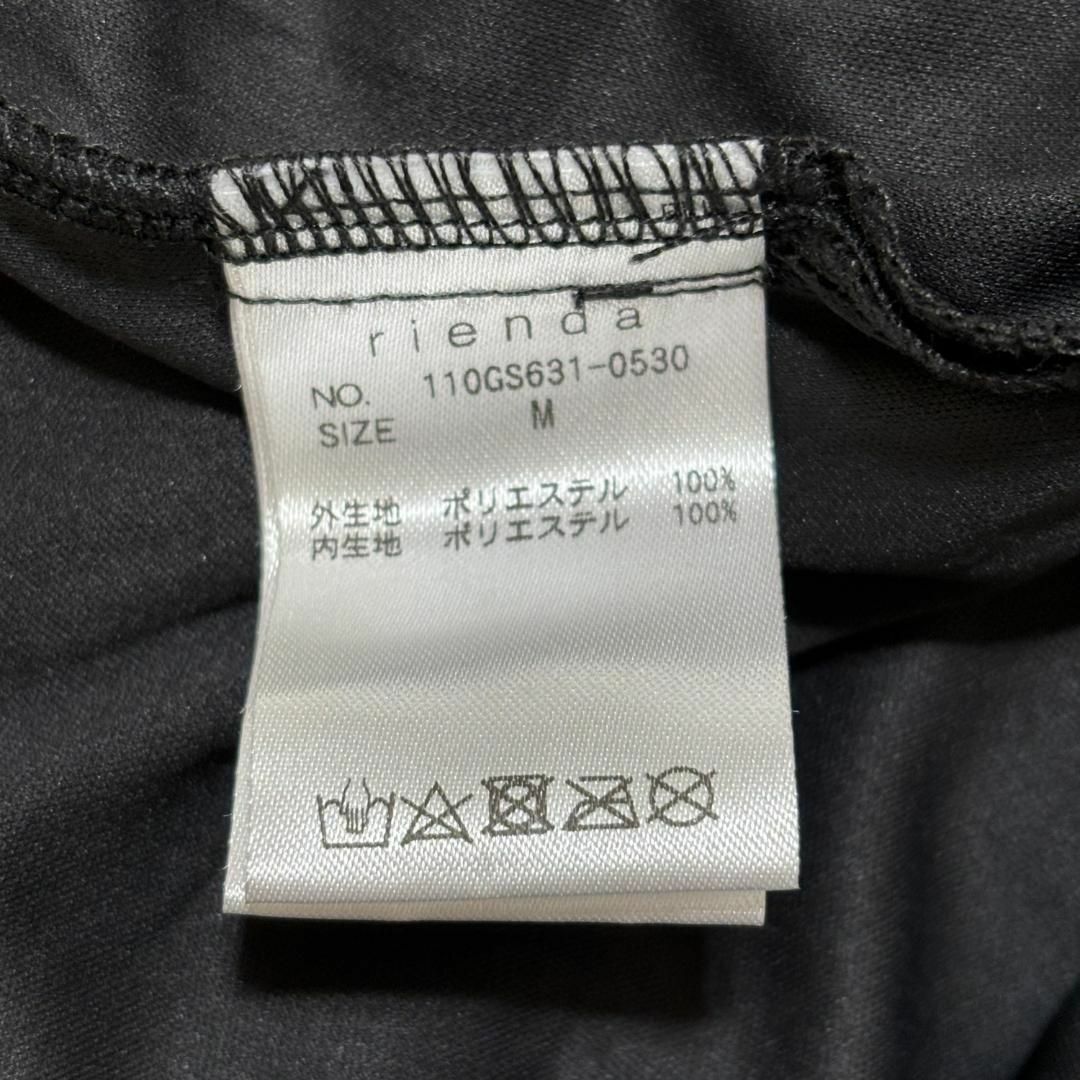 rienda
NO. 110GS631-0530
SIZE M
外生地 ポリエステル 100%
内生地 ポリエステル 100%